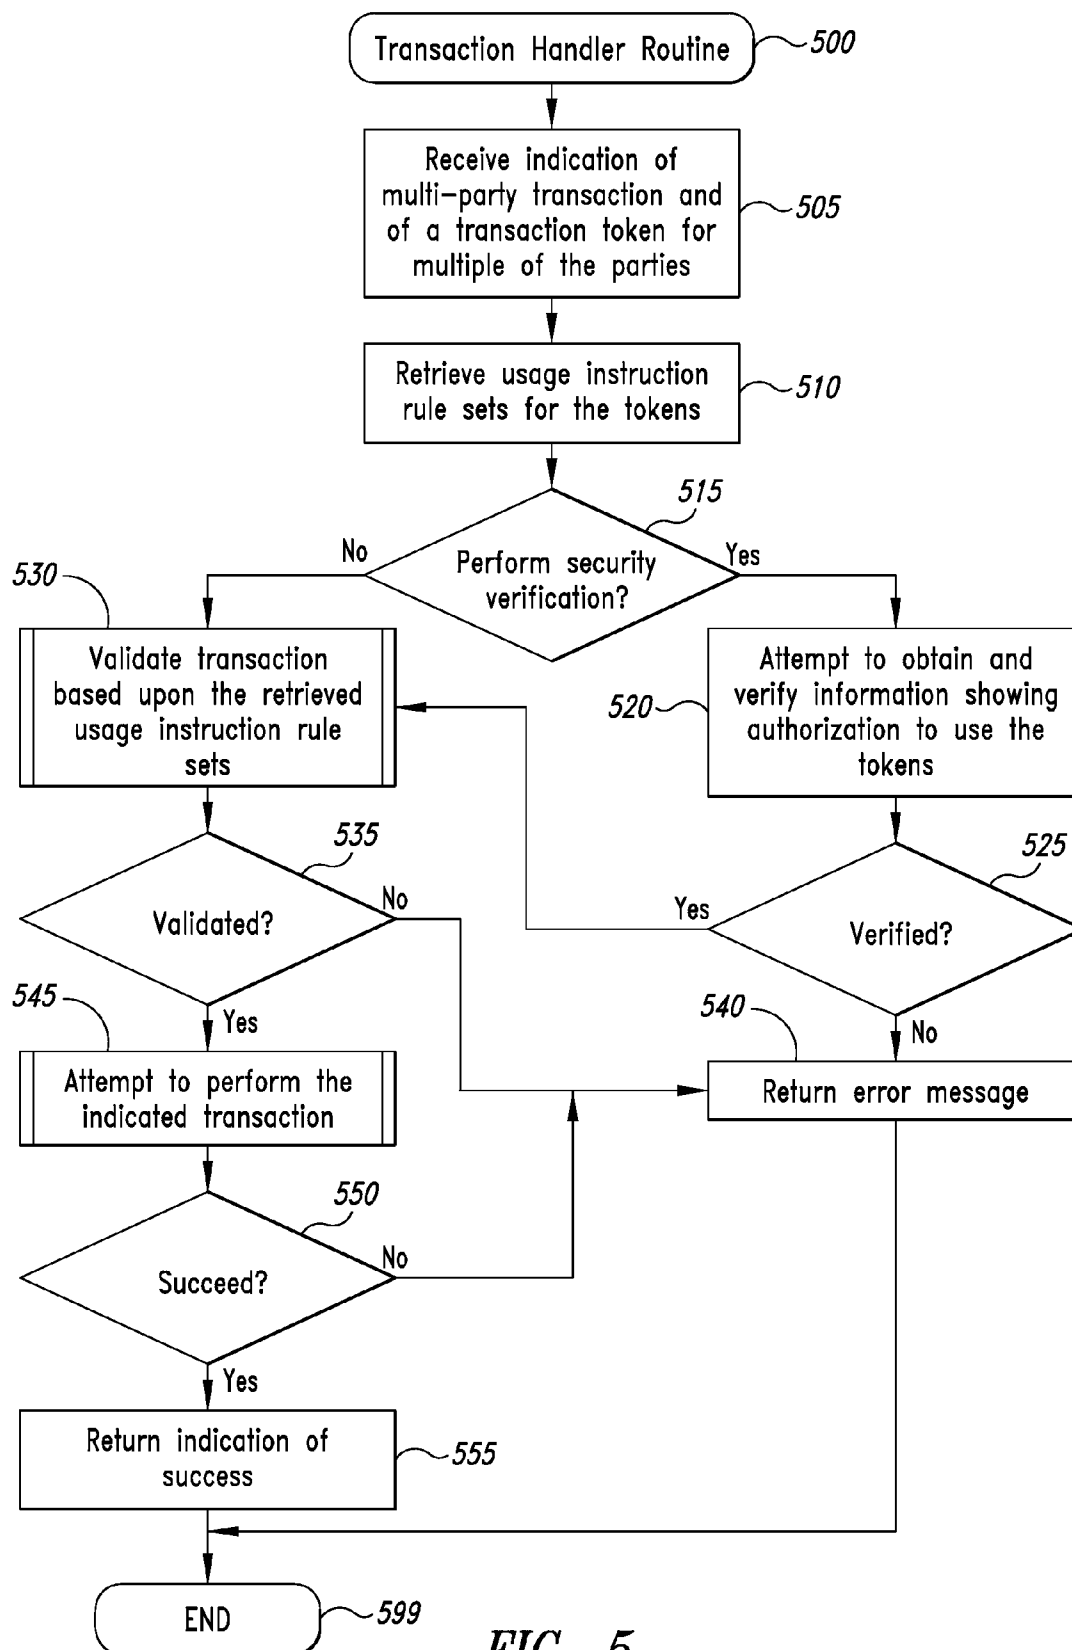 Transaction Handler Routine
500
Receive indication of
multi-party transaction and
of a transaction token for
multiple of the parties
505
Retrieve usage instruction
rule sets for the tokens
510
515
Perform security
verification?
No
Yes
530
Validate transaction
based upon the retrieved
usage instruction rule
sets
520
Attempt to obtain and
verify information showing
authorization to use the
tokens
535
Validated?
No
Yes
525
Verified?
Yes
No
545
Attempt to perform the
indicated transaction
540
Return error message
550
Succeed?
No
Yes
Return indication of
success
555
END
599
FIG. 5